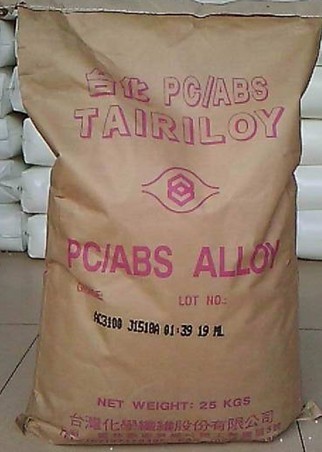 台化 PC/ABS
TAIRILOY
PC/ABS ALLOY
LOT NO.:
AC3100 J1510A 01:39 19 ML
NET WEIGHT: 25 KGS
台灣化學纖維股份有限公司